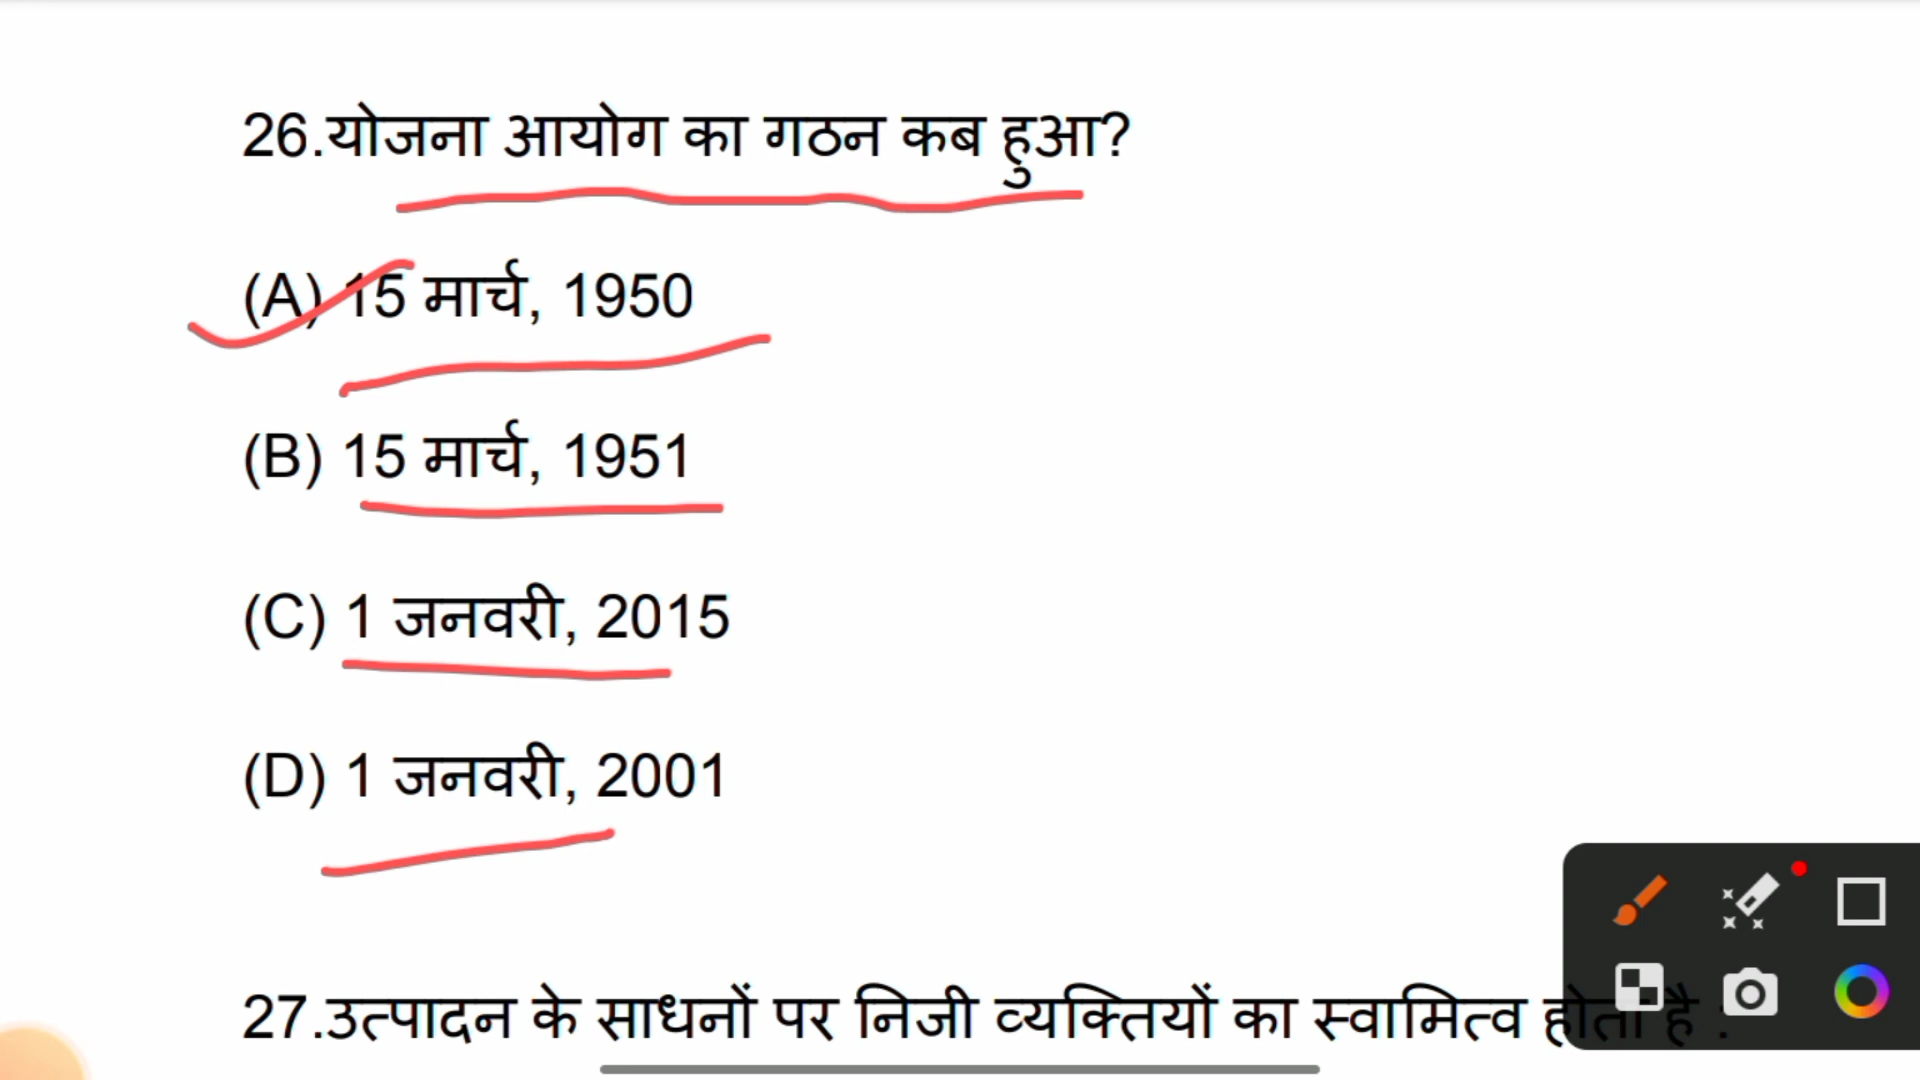 26.योजना आयोग का गठन कब हुआ?
(A) 15 मार्च, 1950
(B) 15 मार्च, 1951
(C) 1 जनवरी, 2015
(D) 1 जनवरी, 2001
27.उत्पादन के साधनों पर निजी व्यक्तियों का स्वामित्व होता है :